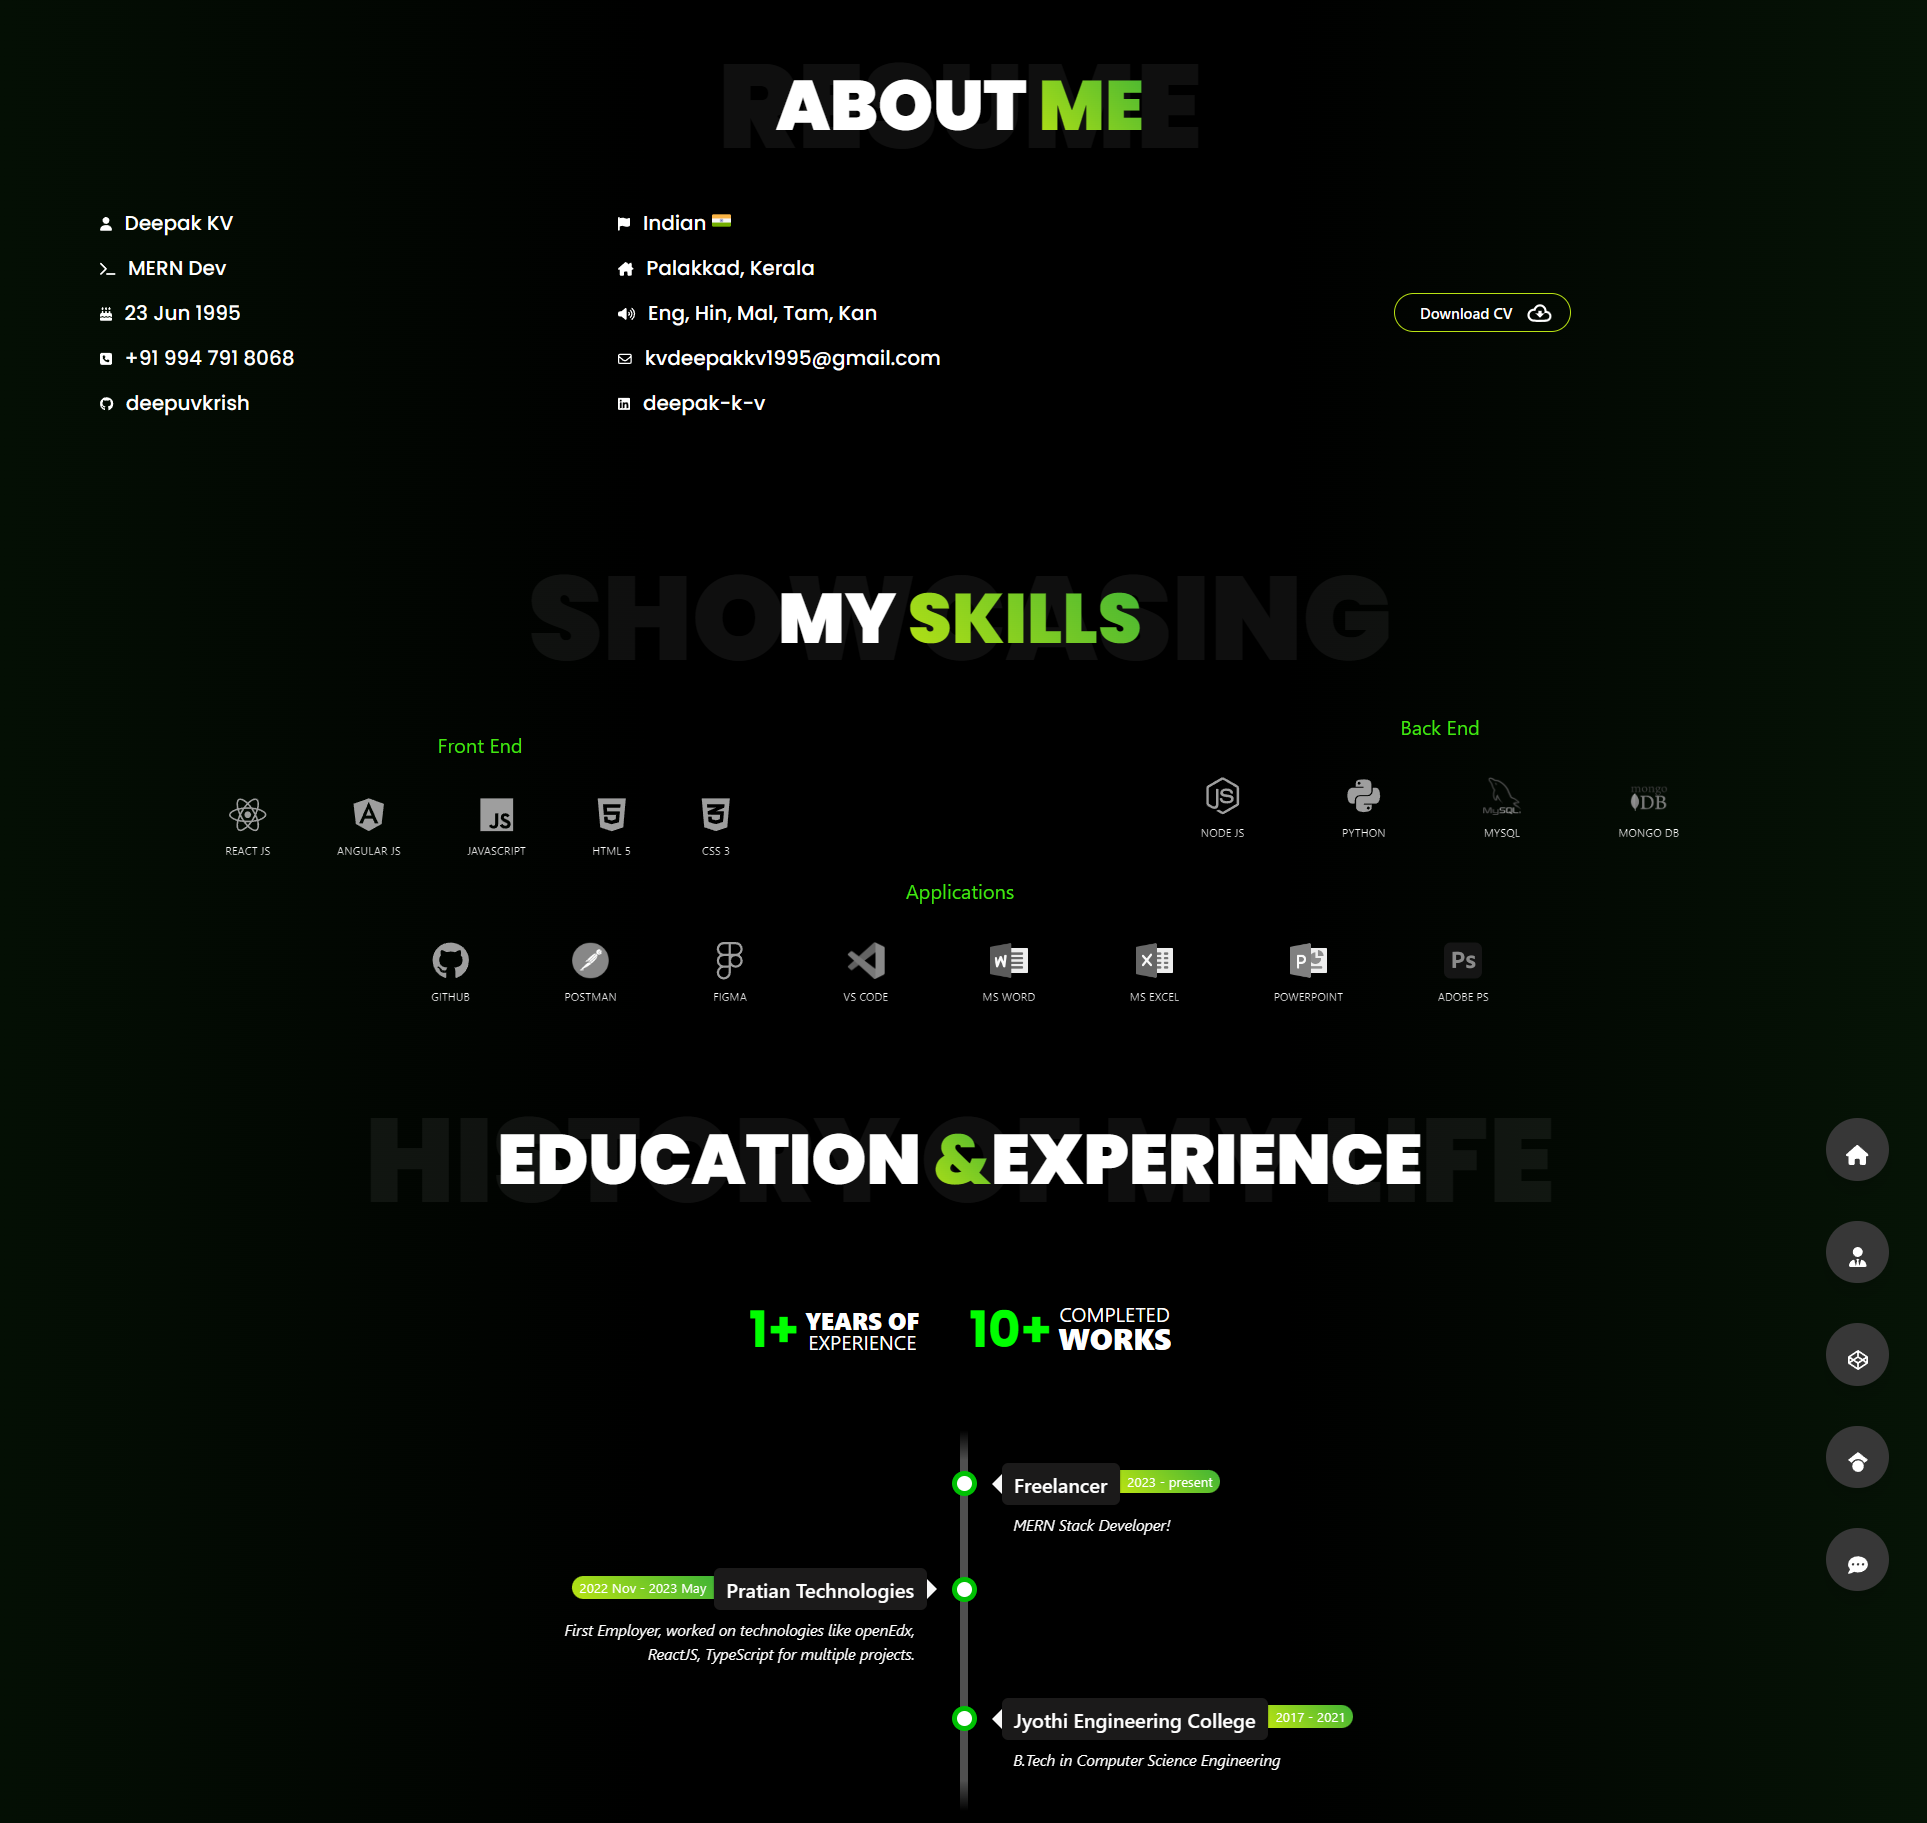 RESUME
ABOUT ME
Deepak KV
MERN Dev
23 Jun 1995
+91 994 791 8068
deepuvkrish
Indian
Palakkad, Kerala
Eng, Hin, Mal, Tam, Kan
kvdeepakkv1995@gmail.com
deepak-k-v
Download CV
SHOWCASING
MY SKILLS
Front End
REACT JS
ANGULAR JS
JS
JAVASCRIPT
HTML 5
CSS 3
Back End
JS
NODE JS
PYTHON
MySQL
MYSQL
mongo
DB
MONGO DB
Applications
GITHUB
POSTMAN
FIGMA
VS CODE
W
MS WORD
X
MS EXCEL
P
POWERPOINT
Ps
ADOBE PS
HISTORY OF MY LIFE
EDUCATION &EXPERIENCE
1+ YEARS OF
EXPERIENCE
10+ COMPLETED
WORKS
Freelancer 2023 - present
MERN Stack Developer!
2022 Nov - 2023 May Pratian Technologies
First Employer, worked on technologies like openEdx,
ReactJS, TypeScript for multiple projects.
Jyothi Engineering College 2017 - 2021
B.Tech in Computer Science Engineering